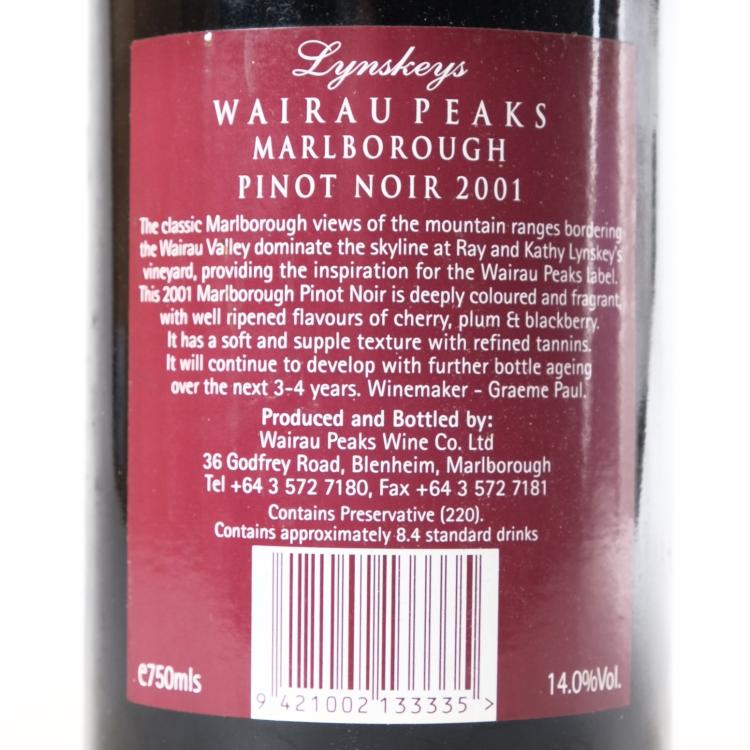 Lynskeys
WAIRAU PEAKS
MARLBOROUGH
PINOT NOIR 2001
The classic Marlborough views of the mountain ranges bordering
the Wairau Valley dominate the skyline at Ray and Kathy Lynskey's
vineyard, providing the inspiration for the Wairau Peaks label.
This 2001 Marlborough Pinot Noir is deeply coloured and fragrant,
with well ripened flavours of cherry, plum & blackberry.
It has a soft and supple texture with refined tannins.
It will continue to develop with further bottle ageing
over the next 3-4 years. Winemaker - Graeme Paul.
Produced and Bottled by:
Wairau Peaks Wine Co. Ltd
36 Godfrey Road, Blenheim, Marlborough
Tel +64 3 572 7180, Fax +64 3 572 7181
Contains Preservative (220).
Contains approximately 8.4 standard drinks
℮750mls
14.0%Vol.
9 421002 133335 >